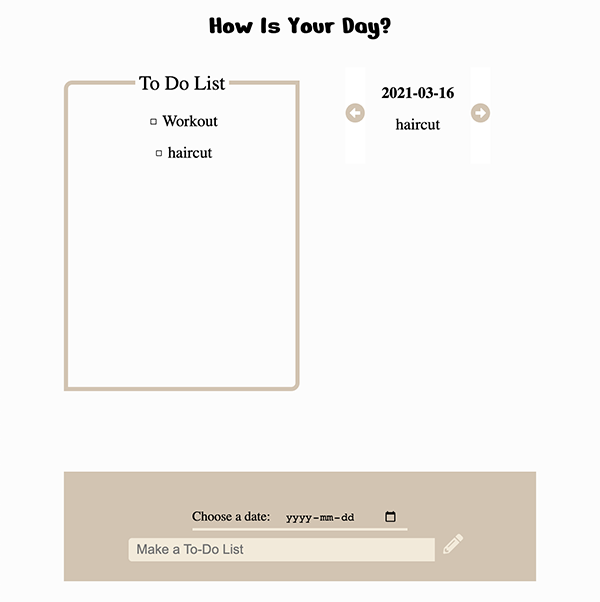 How Is Your Day?
To Do List
Workout
haircut
2021-03-16
haircut
Choose a date: yyyy-mm-dd
Make a To-Do List